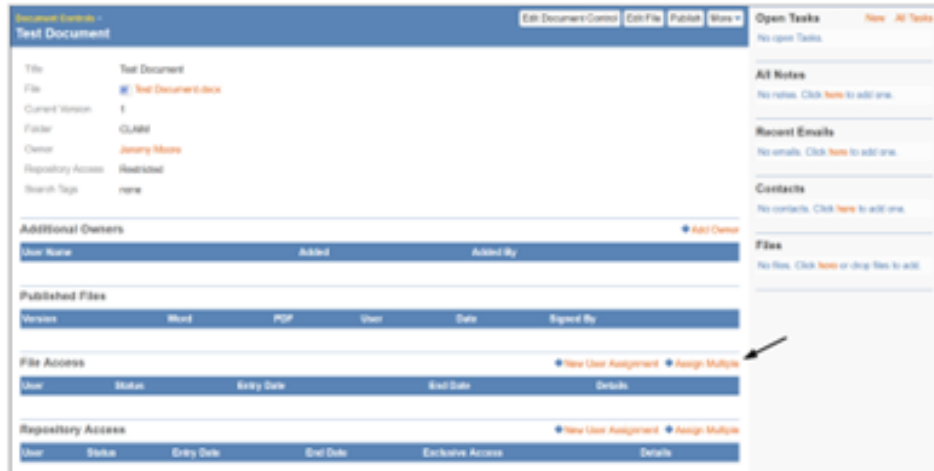 Document Controls
Test Document
Edit Document Control Edit File Publish More
Title Test Document
File Test Document.docx
Current Version 1
Folder CLAIM
Owner Jeremy Moore
Repository Access Restricted
Search Tags none
Additional Owners Add Owner
User Name Added Added By
Published Files
Version Word PDF User Date Signed By
File Access New User Assignment Assign Multiple
User Status Entry Date End Date Details
Repository Access New User Assignment Assign Multiple
User Status Entry Date End Date Exclusive Access Details
Open Tasks New All Tasks
No open Tasks.
All Notes
No notes. Click here to add one.
Recent Emails
No emails. Click here to add one.
Contacts
No contacts. Click here to add one.
Files
No files. Click here or drop files to add.